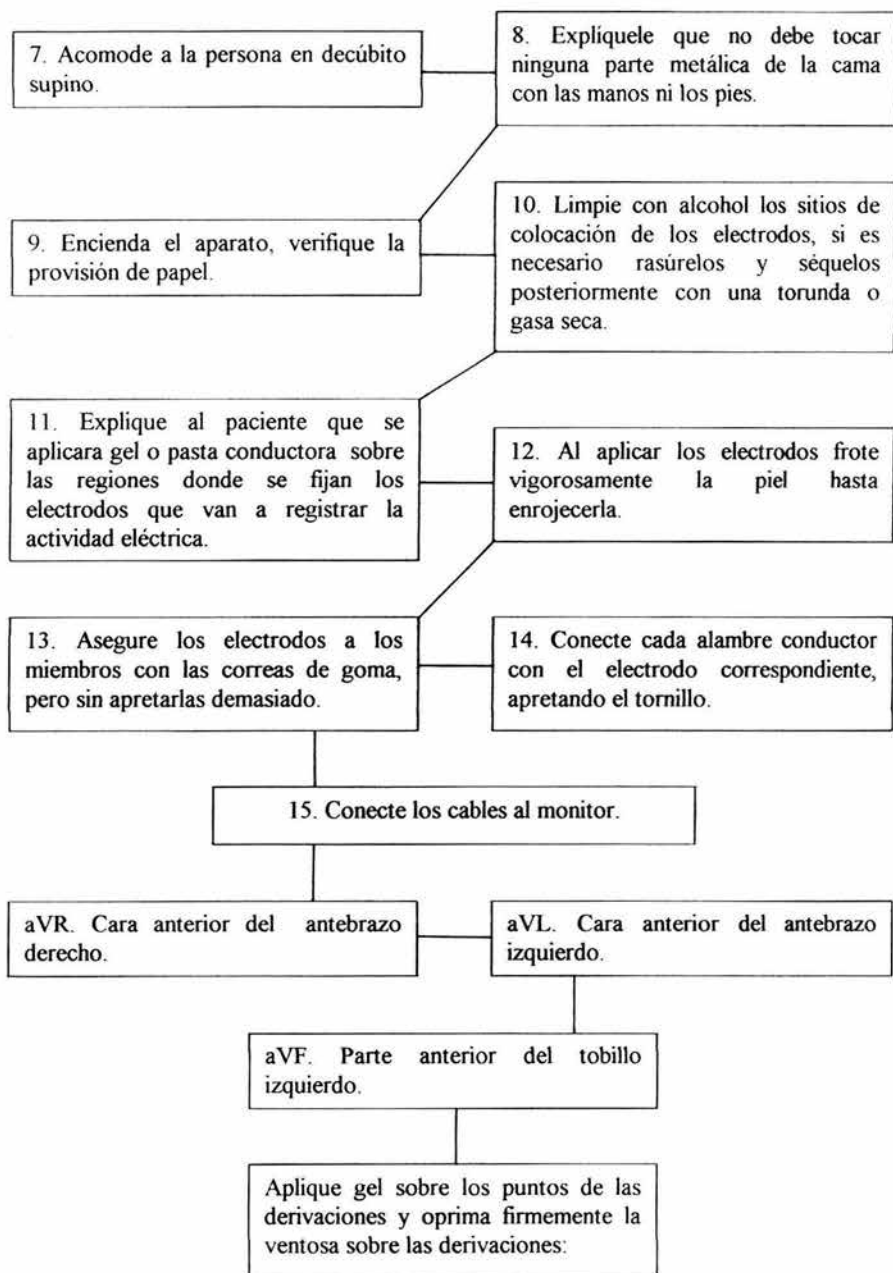 7. Acomode a la persona en decúbito
supino.
8. Explíquele que no debe tocar
ninguna parte metálica de la cama
con las manos ni los pies.
9. Encienda el aparato, verifique la
provisión de papel.
10. Limpie con alcohol los sitios de
colocación de los electrodos, si es
necesario rasúrelos y séquelos
posteriormente con una torunda o
gasa seca.
11. Explique al paciente que se
aplicara gel o pasta conductora sobre
las regiones donde se fijan los
electrodos que van a registrar la
actividad eléctrica.
12. Al aplicar los electrodos frote
vigorosamente la piel hasta
enrojecerla.
13. Asegure los electrodos a los
miembros con las correas de goma,
pero sin apretarlas demasiado.
14. Conecte cada alambre conductor
con el electrodo correspondiente,
apretando el tornillo.
15. Conecte los cables al monitor.
aVR. Cara anterior del antebrazo
derecho.
aVL. Cara anterior del antebrazo
izquierdo.
aVF. Parte anterior del tobillo
izquierdo.
Aplique gel sobre los puntos de las
derivaciones y oprima firmemente la
ventosa sobre las derivaciones: